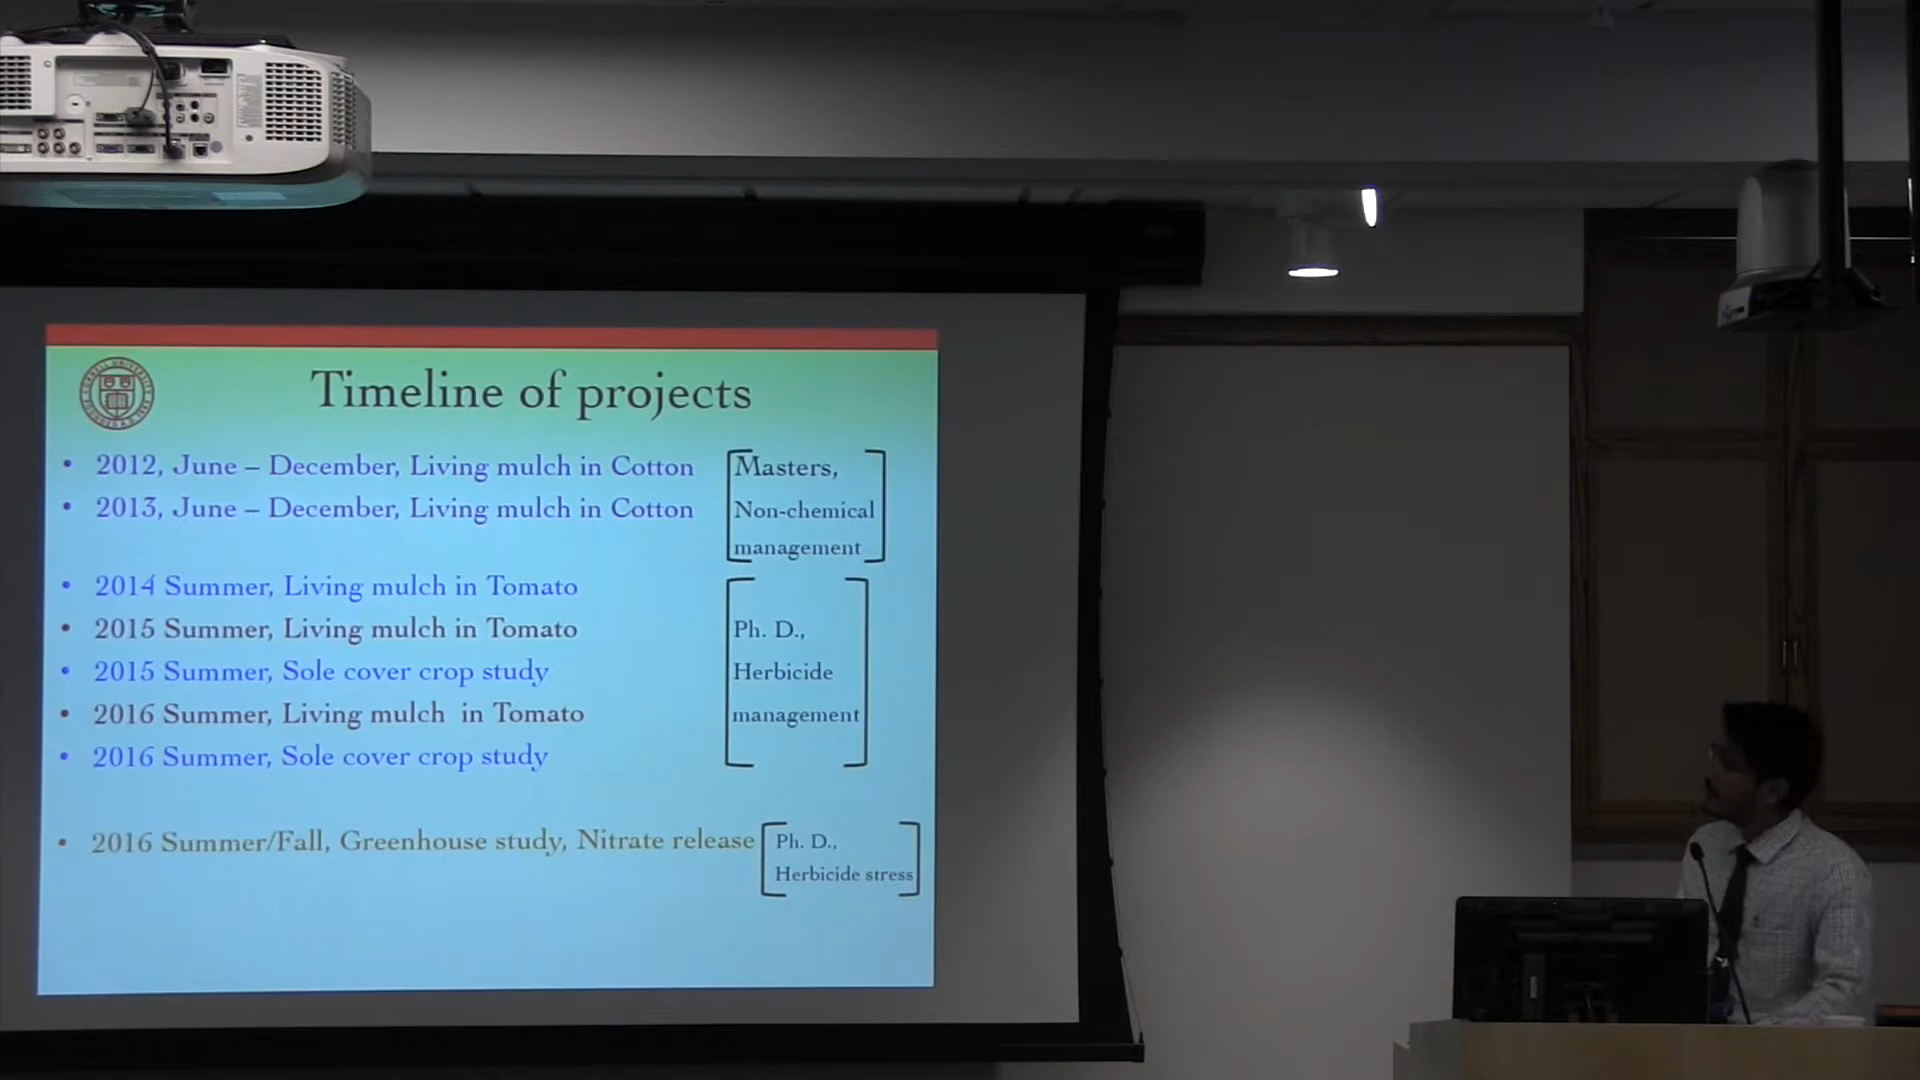 Timeline of projects
• 2012, June – December, Living mulch in Cotton
• 2013, June – December, Living mulch in Cotton
Masters,
Non-chemical
management
• 2014 Summer, Living mulch in Tomato
• 2015 Summer, Living mulch in Tomato
• 2015 Summer, Sole cover crop study
• 2016 Summer, Living mulch in Tomato
• 2016 Summer, Sole cover crop study
Ph. D.,
Herbicide
management
• 2016 Summer/Fall, Greenhouse study, Nitrate release
Ph. D.,
Herbicide stress